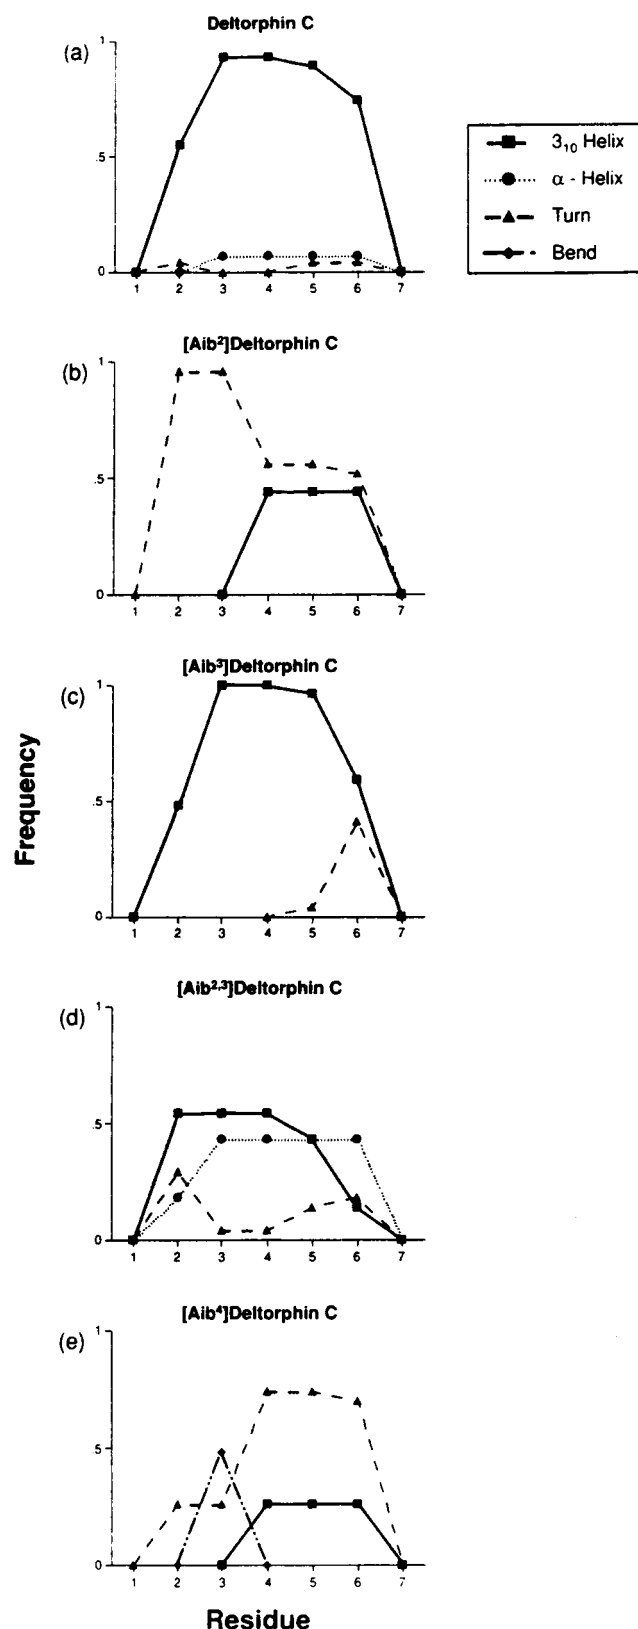 Deltorphin C
(a)
1
.5
0
1 2 3 4 5 6 7
3₁₀ Helix
α - Helix
Turn
Bend
[Aib²]Deltorphin C
(b)
1
.5
0
1 2 3 4 5 6 7
[Aib³]Deltorphin C
(c)
1
.5
0
1 2 3 4 5 6 7
Frequency
[Aib²,³]Deltorphin C
(d)
1
.5
0
1 2 3 4 5 6 7
[Aib⁴]Deltorphin C
(e)
1
5
0
1 2 3 4 5 6 7
Residue